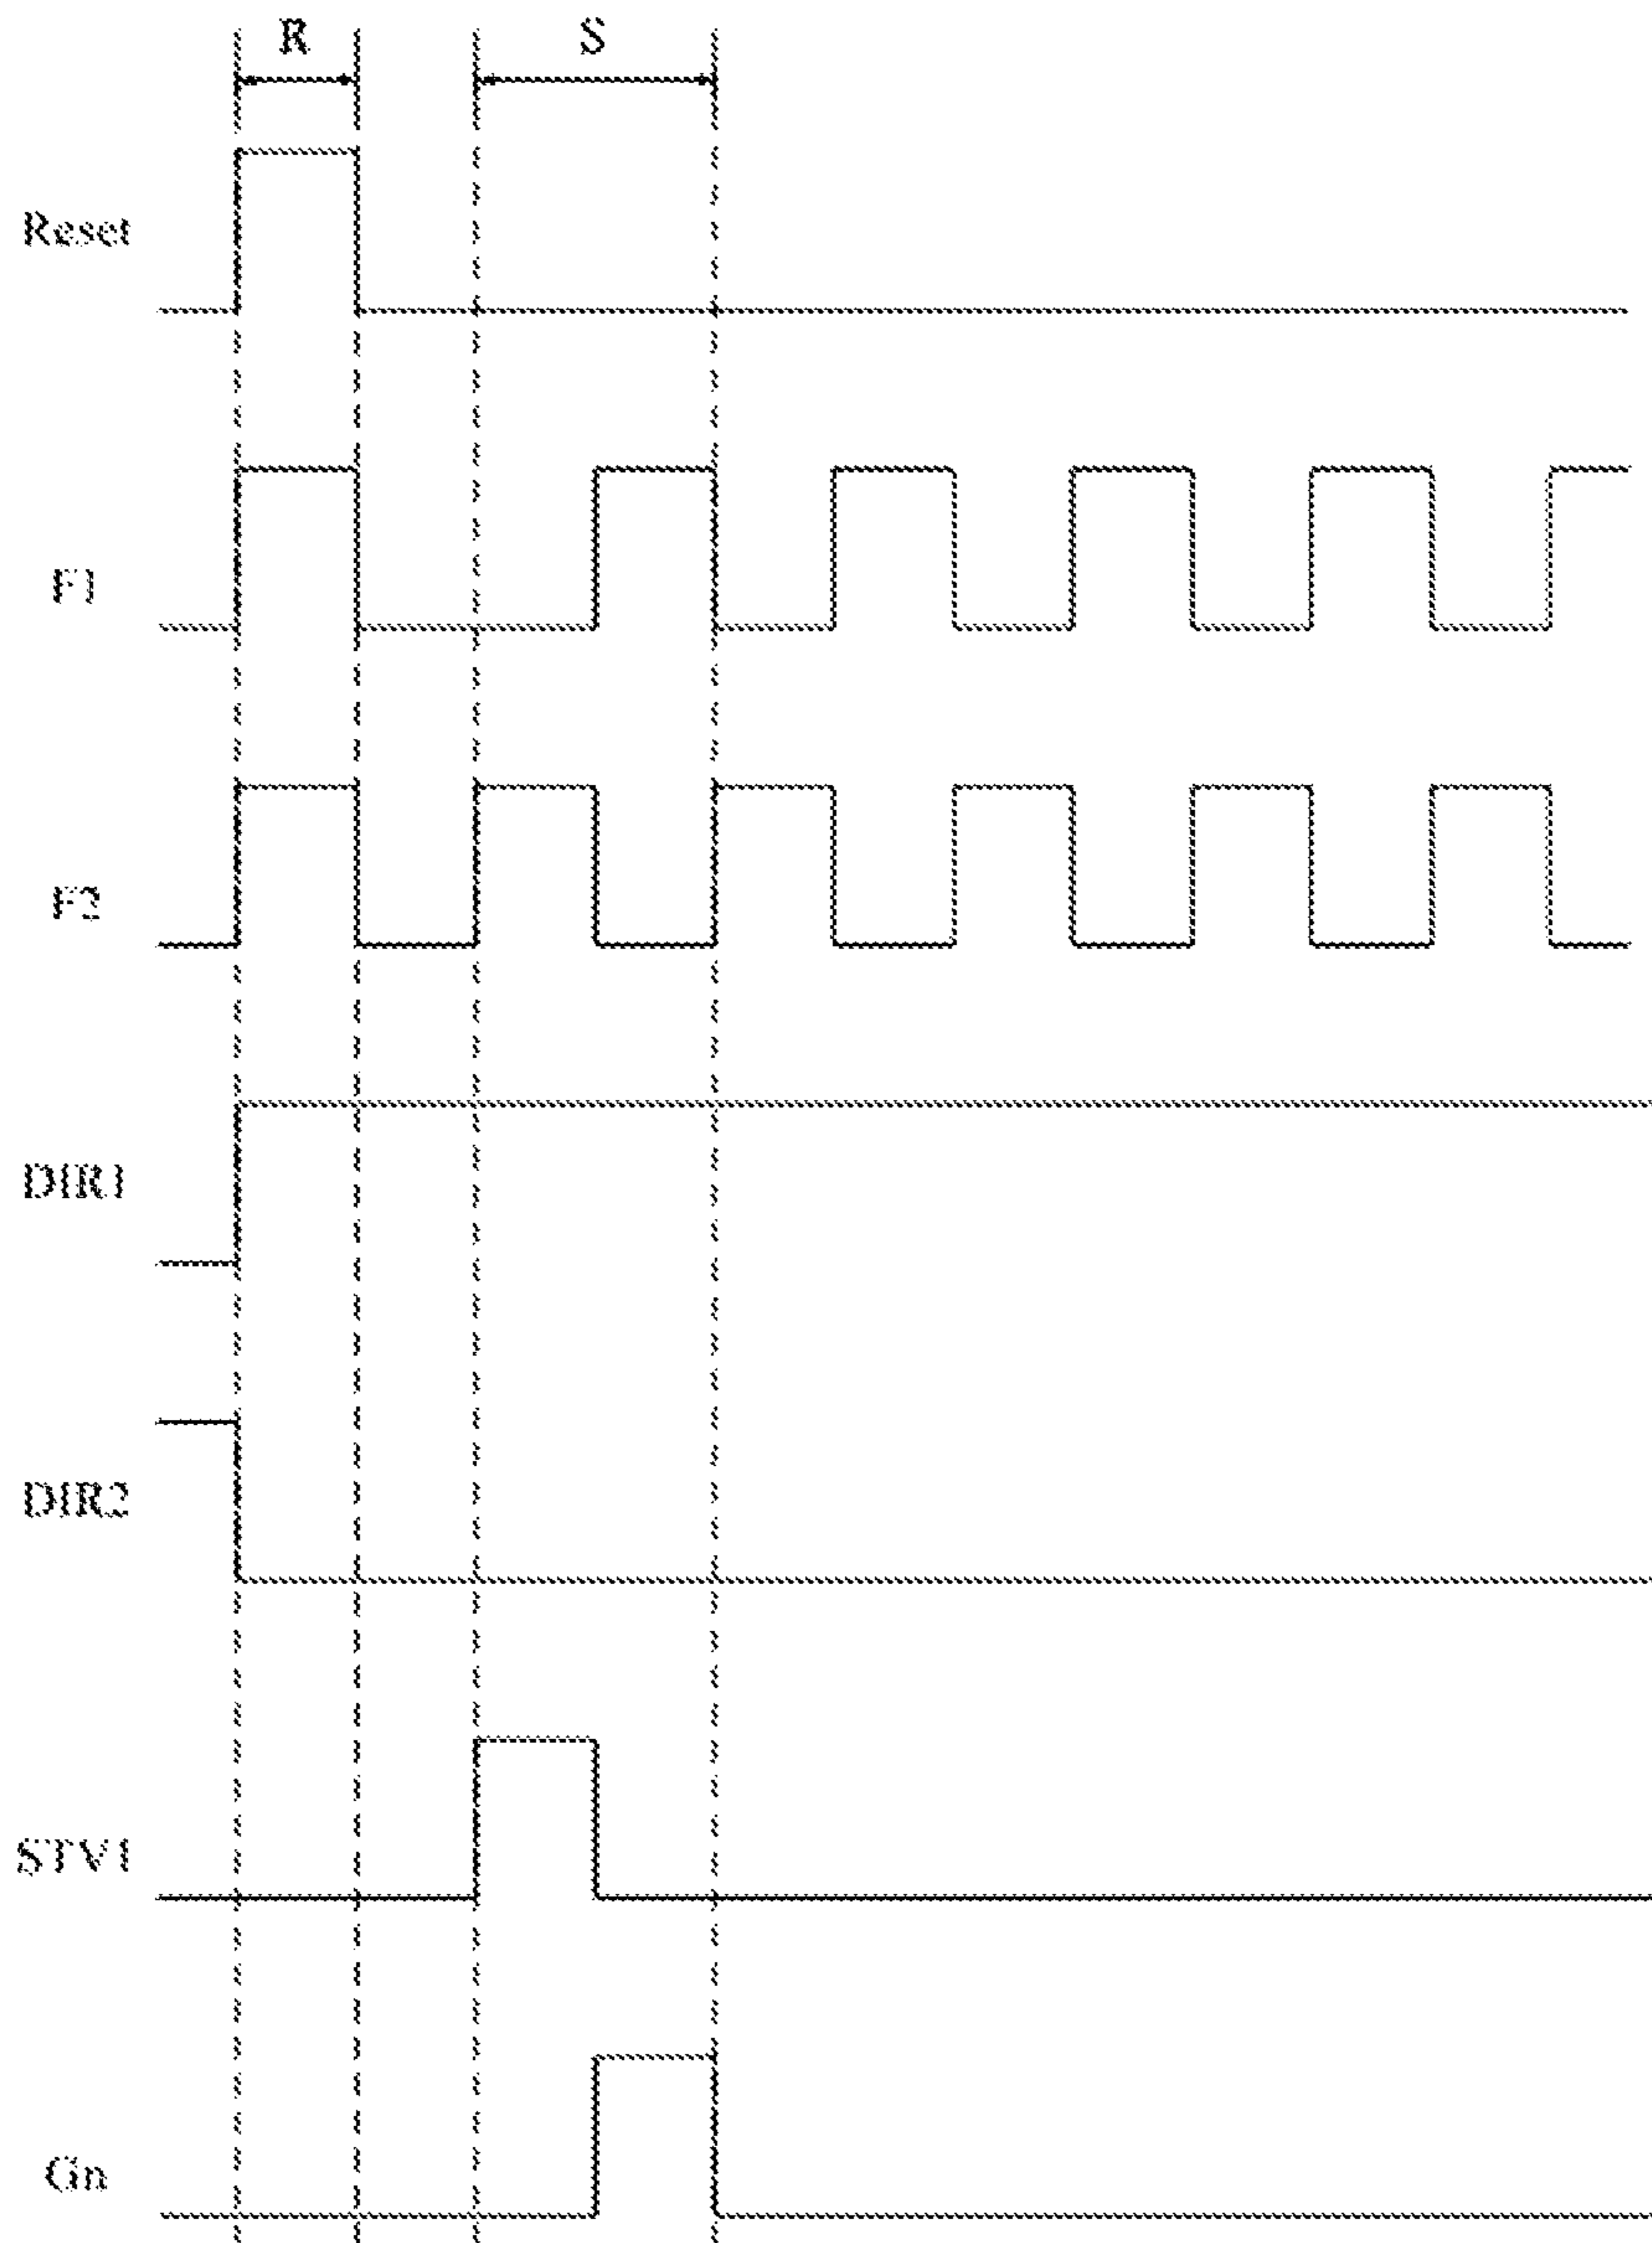 R S
Reset
F1
F2
DIR1
DIR2
STV1
Gn